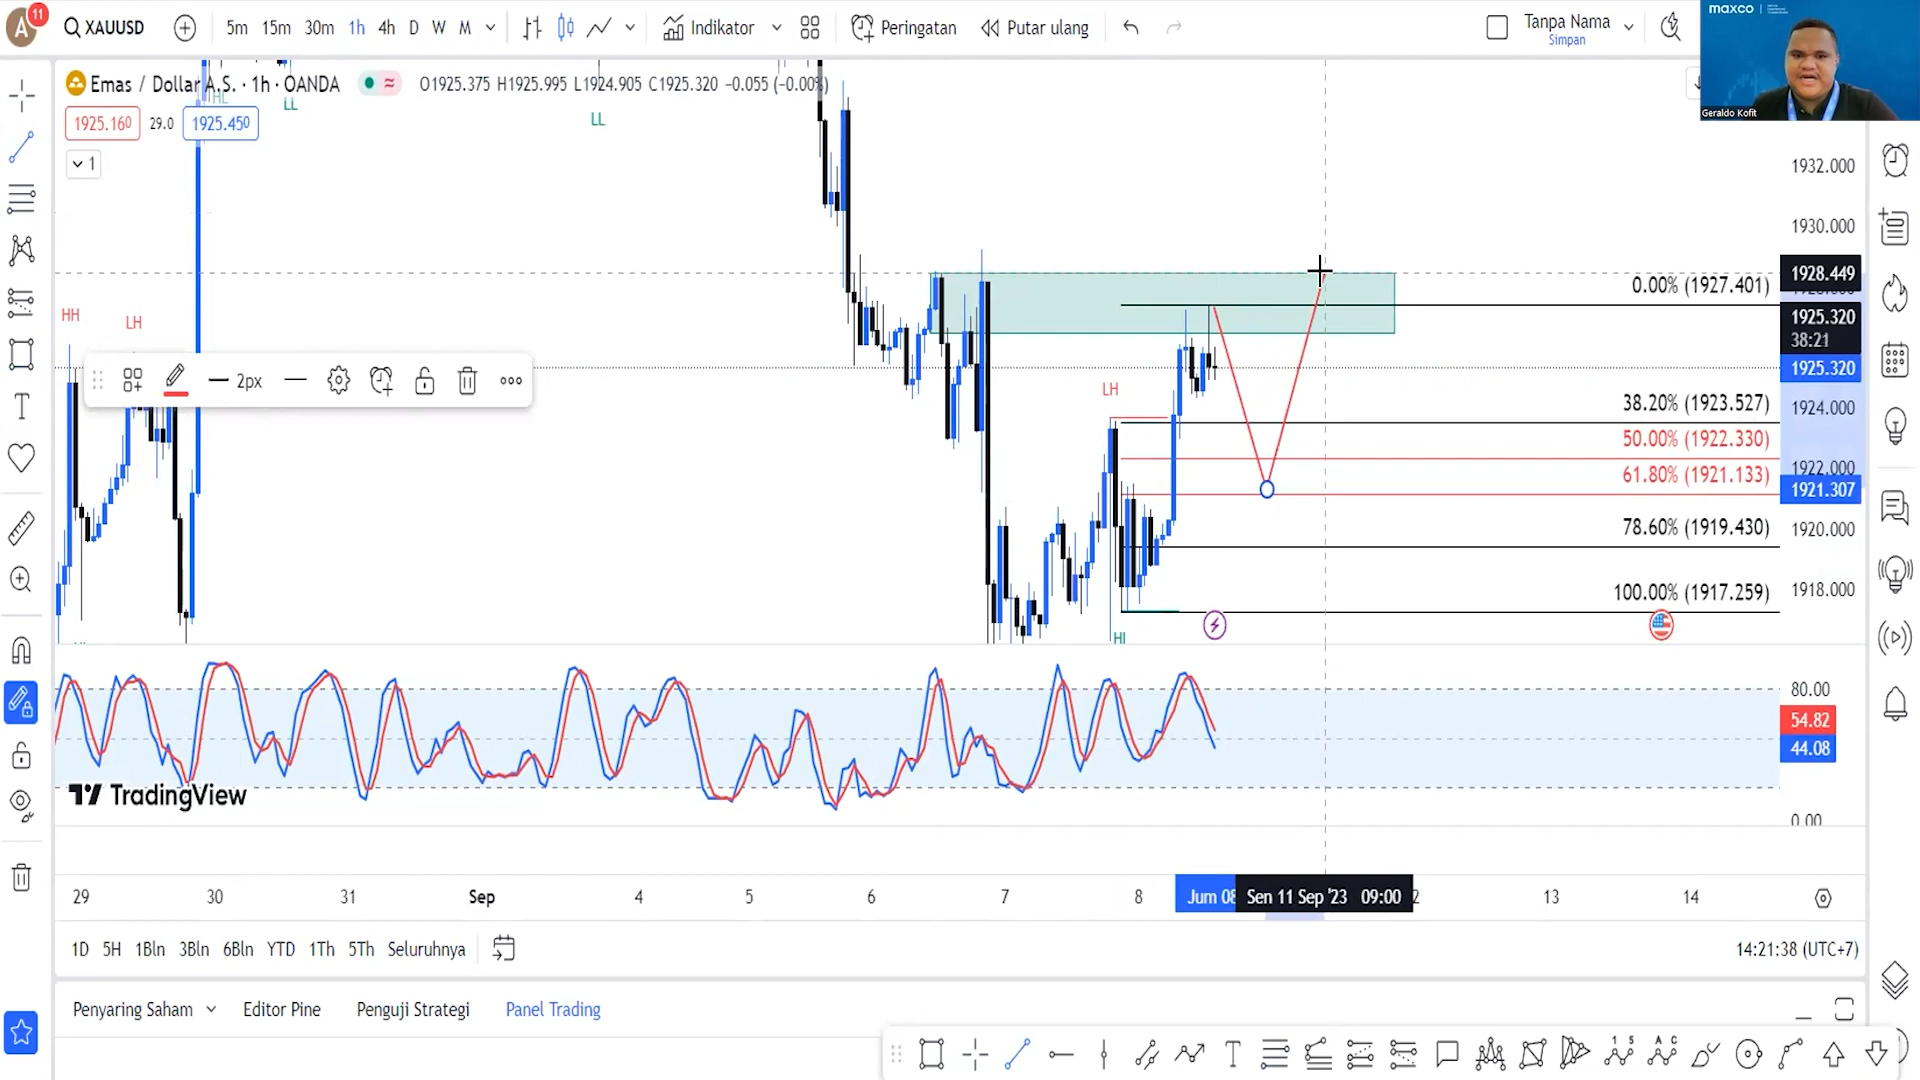 A
11
XAUUSD
5m 15m 30m 1h 4h D W M
Indikator
Peringatan
Putar ulang
Tanpa Nama
Simpan
maxco
Geraldo Kofit
Emas / Dollar A.S. · 1h · OANDA
O1925.375 H1925.995 L1924.905 C1925.320 −0.055 (−0.00%)
HL
LL
LL
1925.160
29.0
1925.450
1
1932.000
1930.000
1928.449
0.00% (1927.401)
HH
LH
1925.320
38:21
1925.320
2px
LH
38.20% (1923.527)
1924.000
50.00% (1922.330)
61.80% (1921.133)
1922.000
1921.307
78.60% (1919.430)
1920.000
100.00% (1917.259)
1918.000
80.00
54.82
44.08
0.00
TradingView
29 30 31 Sep 4 5 6 7 8 Jum 08 Sen 11 Sep '23 09:00 2 13 14
1D 5H 1Bln 3Bln 6Bln YTD 1Th 5Th Seluruhnya
14:21:38 (UTC+7)
Penyaring Saham
Editor Pine
Penguji Strategi
Panel Trading